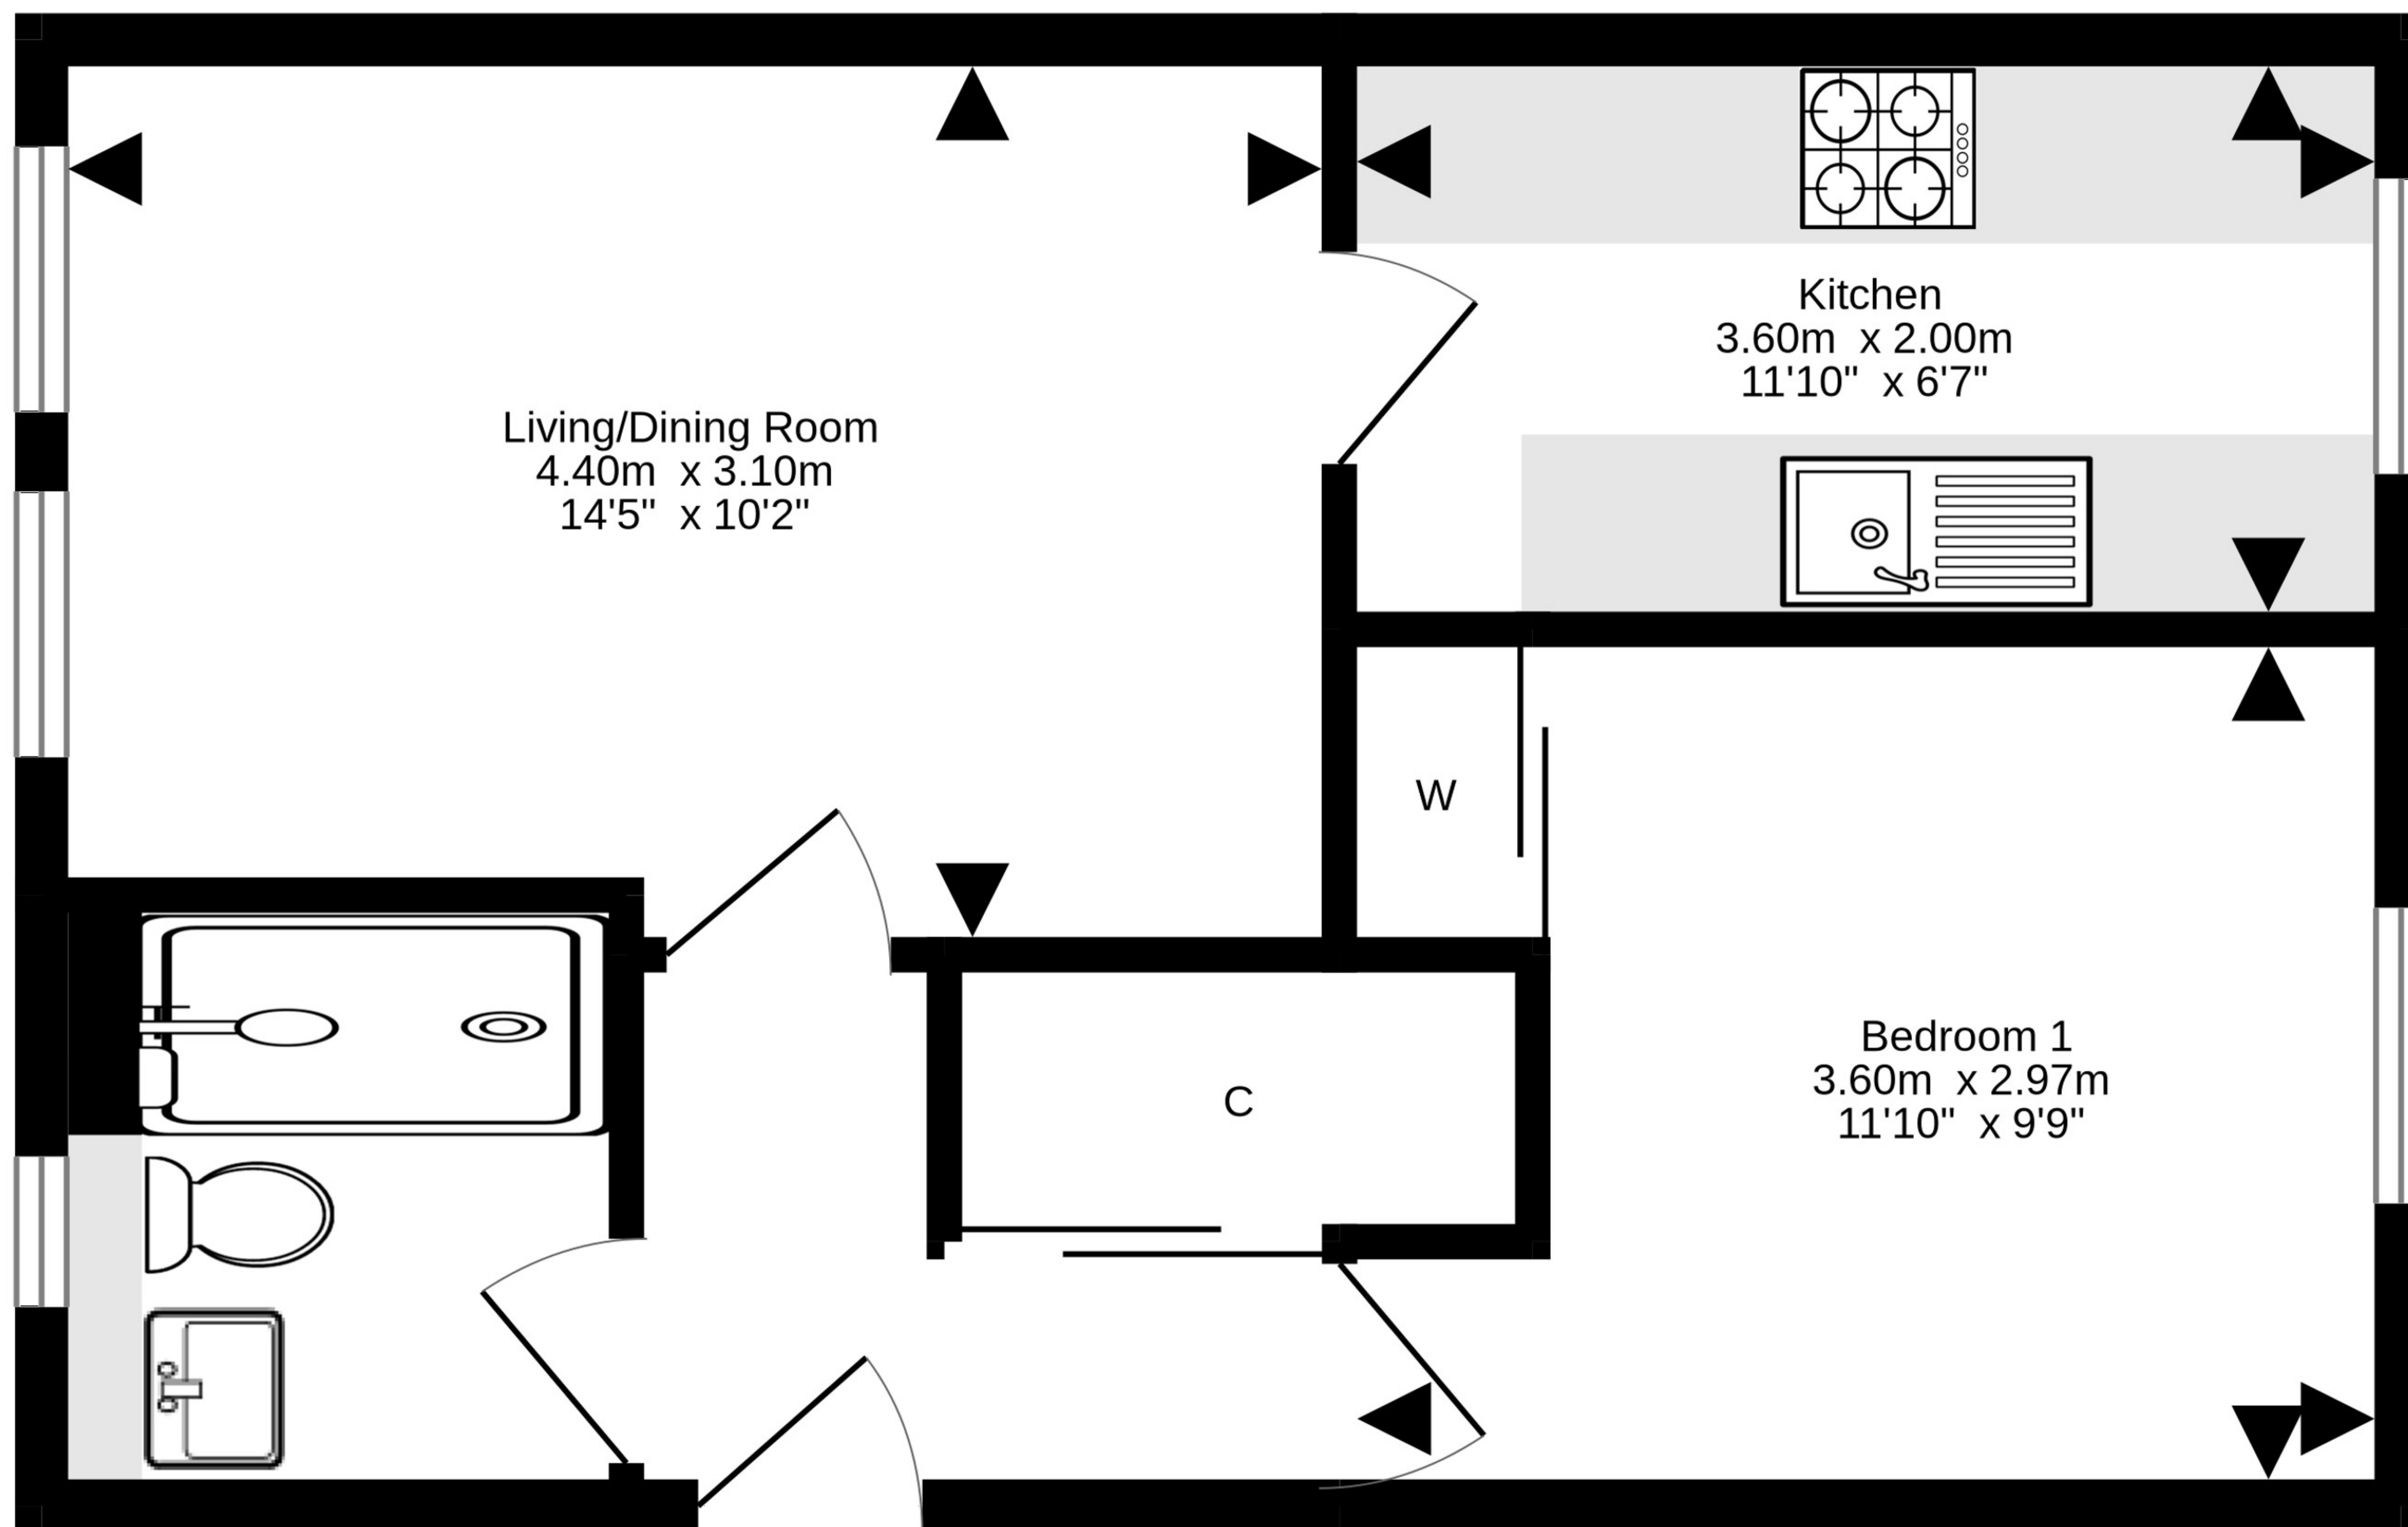 Kitchen
3.60m x 2.00m
11'10" x 6'7"
Living/Dining Room
4.40m x 3.10m
14'5" x 10'2"
W
Bedroom 1
3.60m x 2.97m
11'10" x 9'9"
C